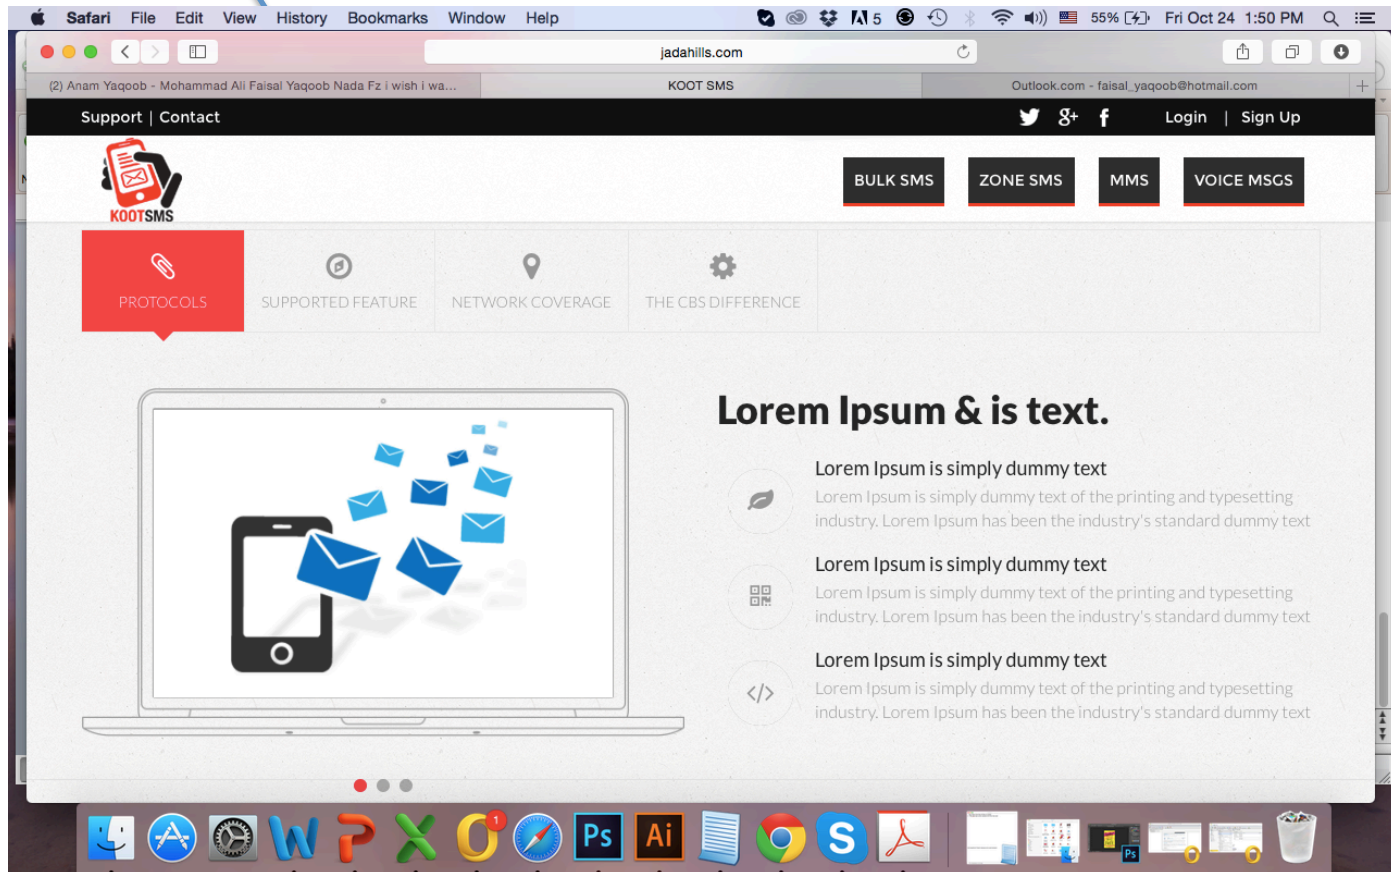 Safari File Edit View History Bookmarks Window Help 5 55% Fri Oct 24 1:50 PM
jadahills.com
(2) Anam Yaqoob - Mohammad Ali Faisal Yaqoob Nada Fz i wish i wa... KOOT SMS Outlook.com - faisal_yaqoob@hotmail.com
Support | Contact Login | Sign Up
KOOTSMS
BULK SMS ZONE SMS MMS VOICE MSGS
PROTOCOLS SUPPORTED FEATURE NETWORK COVERAGE THE CBS DIFFERENCE
Lorem Ipsum & is text.
Lorem Ipsum is simply dummy text
Lorem Ipsum is simply dummy text of the printing and typesetting
industry. Lorem Ipsum has been the industry's standard dummy text
Lorem Ipsum is simply dummy text
Lorem Ipsum is simply dummy text of the printing and typesetting
industry. Lorem Ipsum has been the industry's standard dummy text
Lorem Ipsum is simply dummy text
Lorem Ipsum is simply dummy text of the printing and typesetting
industry. Lorem Ipsum has been the industry's standard dummy text
1 Ps Ai Ps